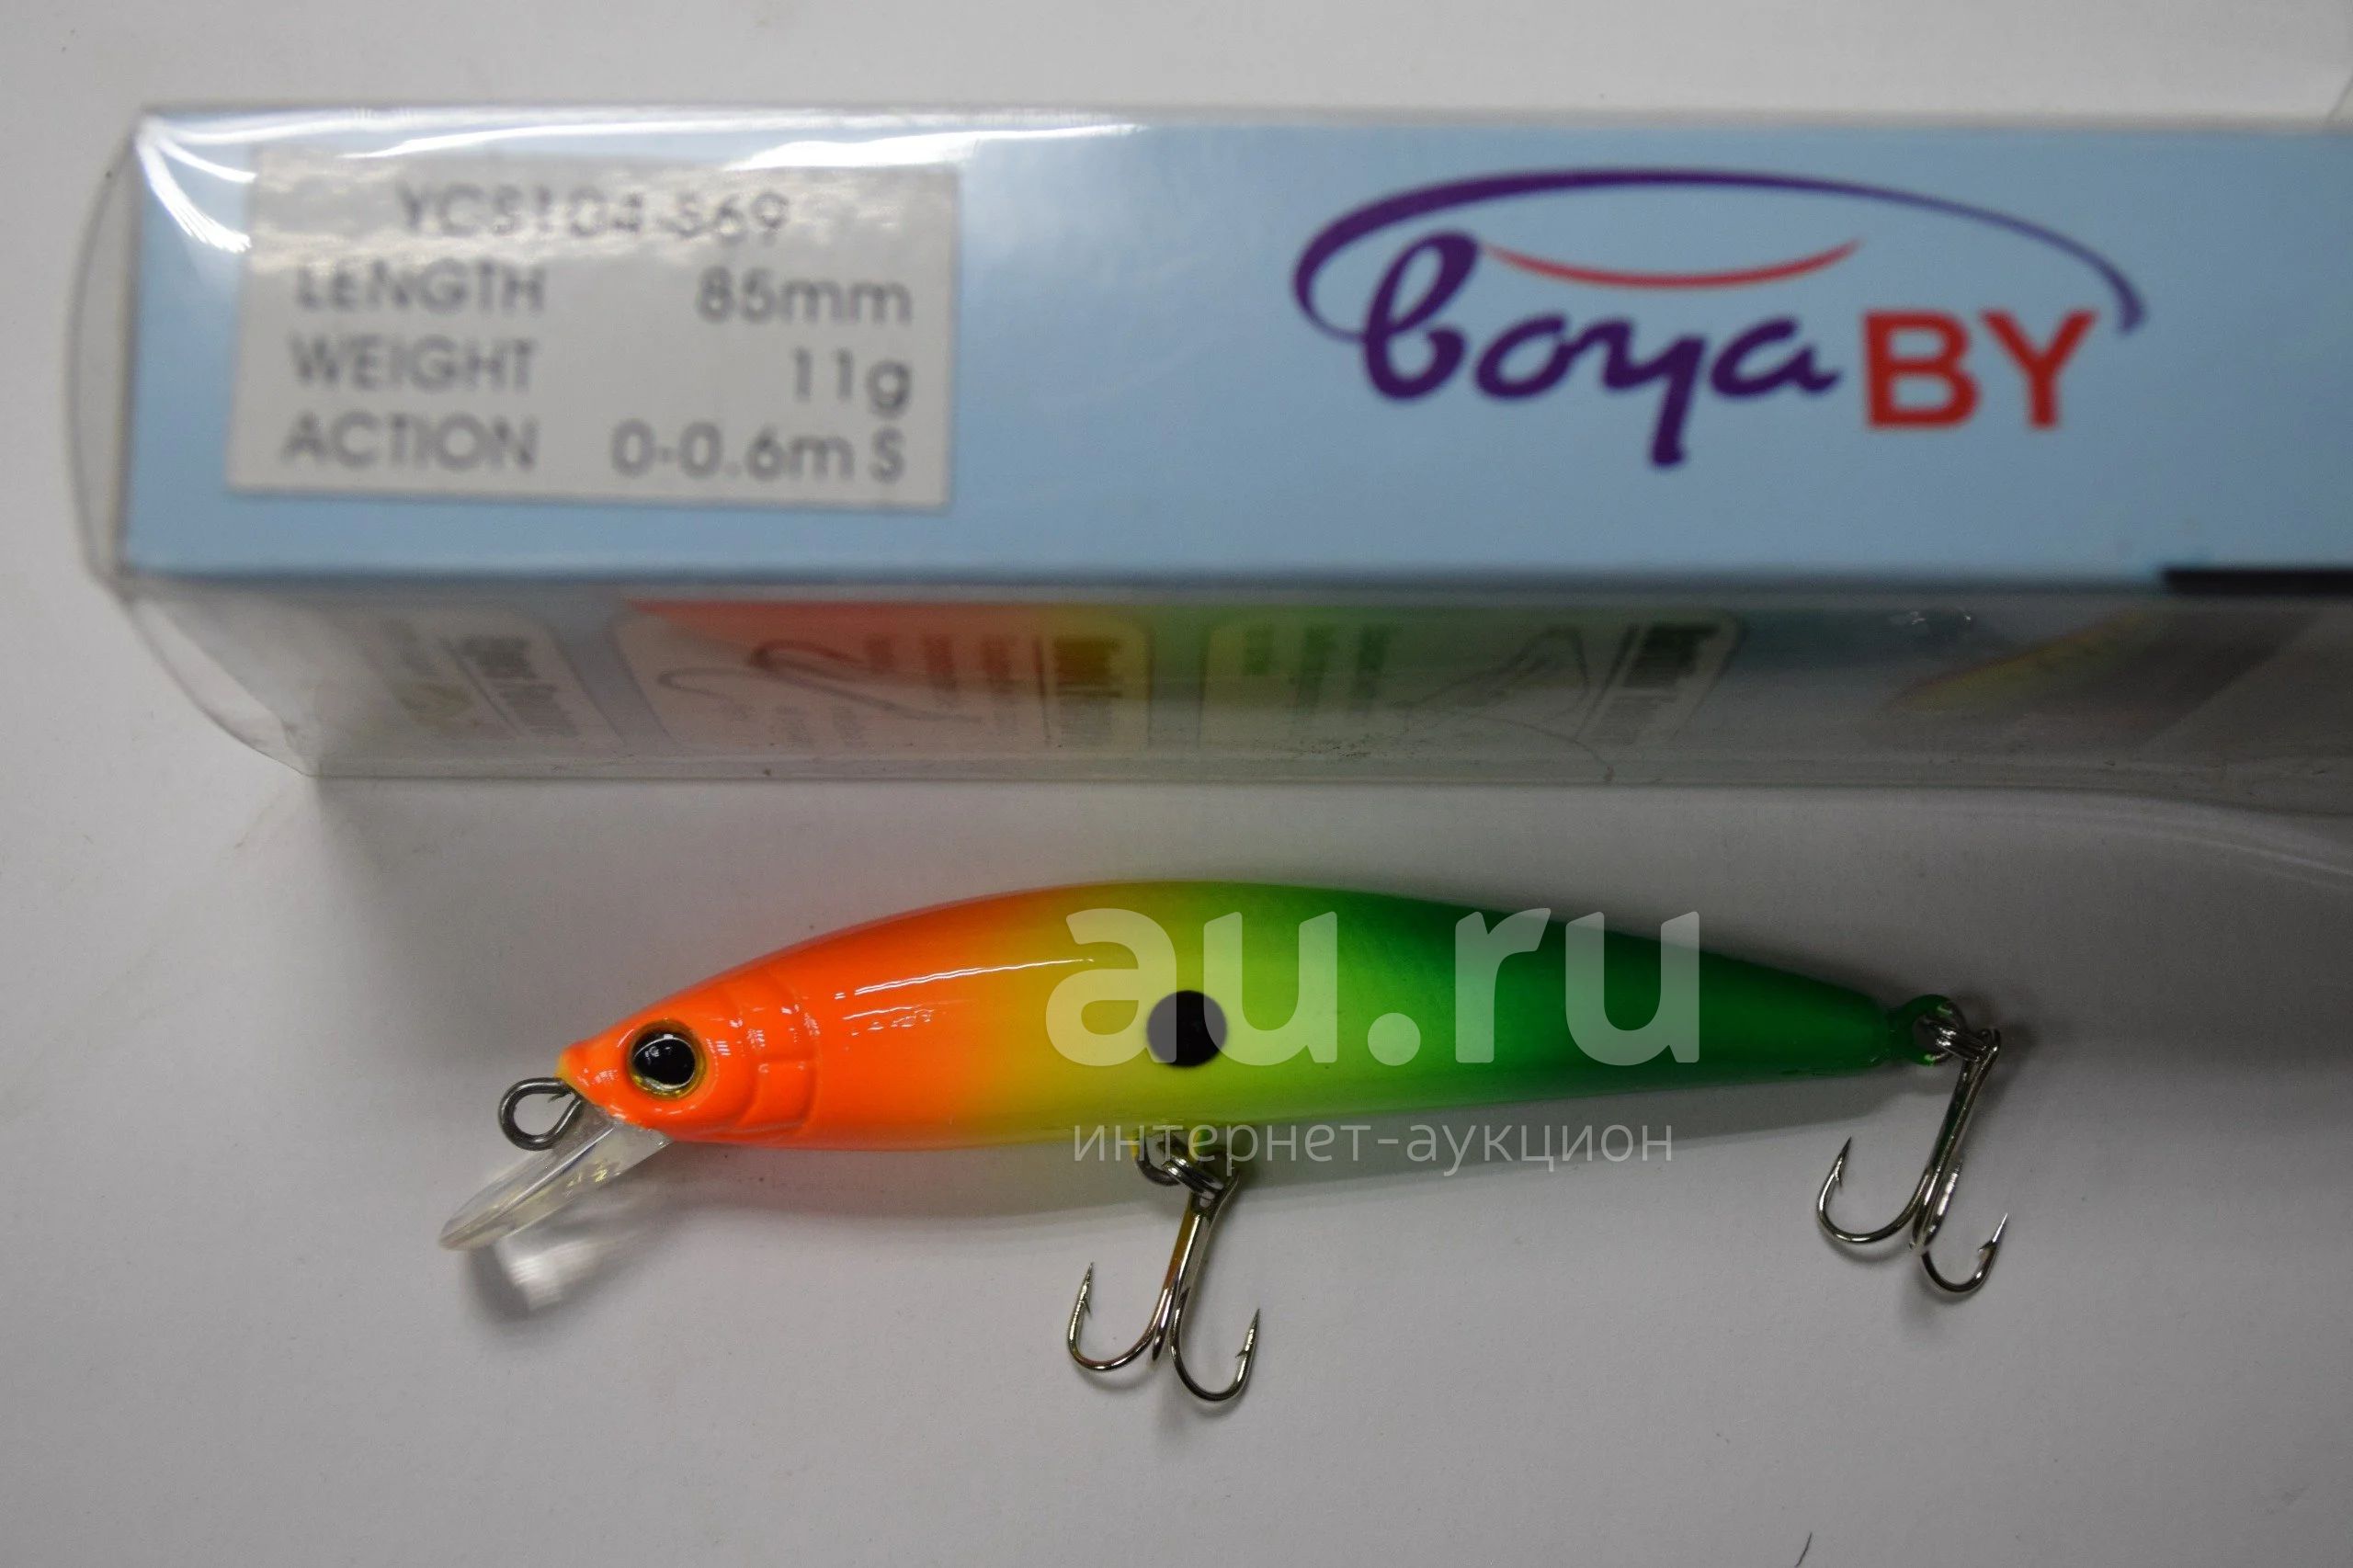 YCS104-S69
LENGTH 85mm
WEIGHT 11g
ACTION 0-0.6m S
boya BY
au.ru
интернет-аукцион